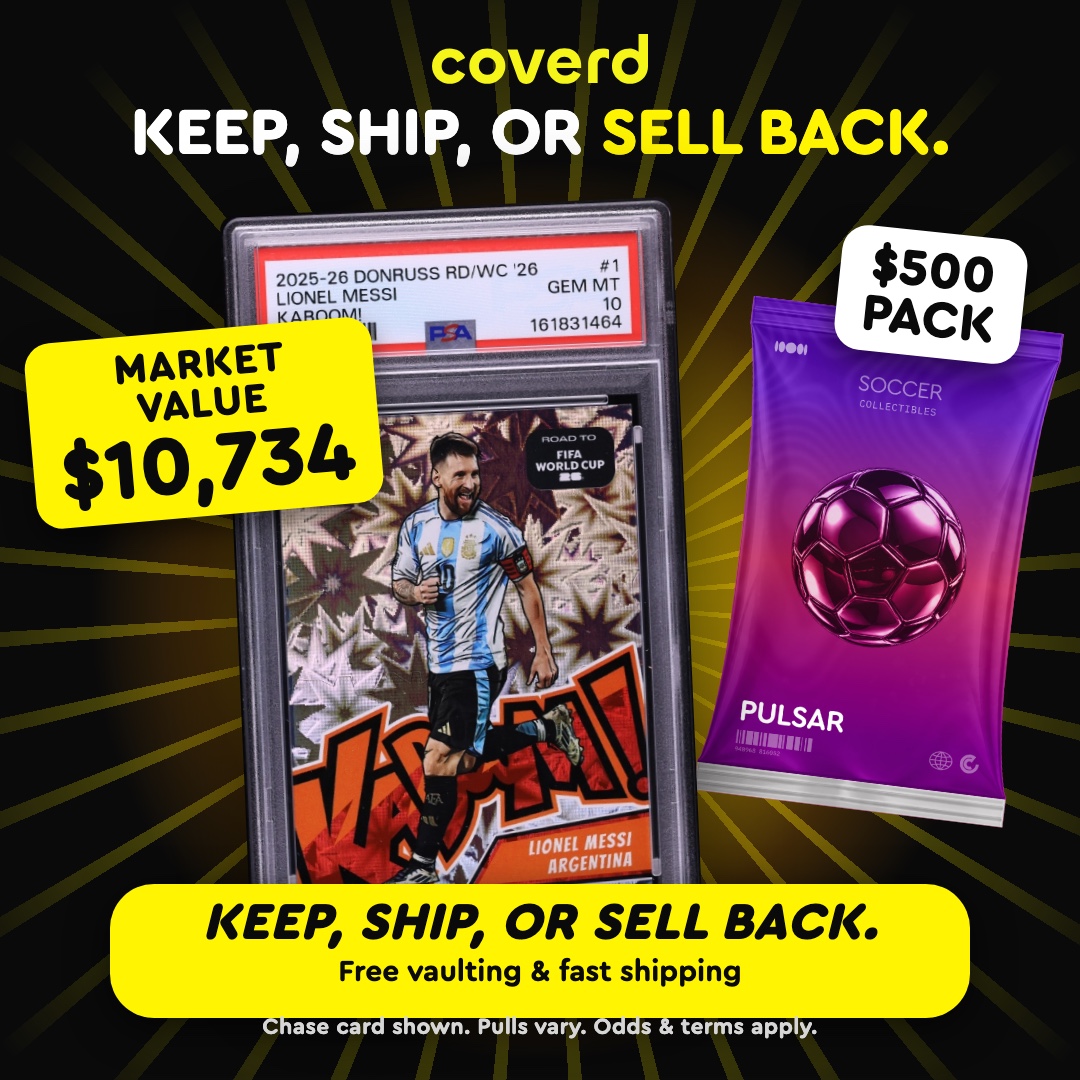 coverd
KEEP, SHIP, OR SELL BACK.
$500
PACK
2025-26 DONRUSS RD/WC '26 #1
LIONEL MESSI GEM MT
KABOOM! 10
PSA 161831464
MARKET
VALUE
$10,734
SOCCER
COLLECTIBLES
ROAD TO
FIFA
WORLD CUP
26
10
KABOOM!
PULSAR
LIONEL MESSI
ARGENTINA
KEEP, SHIP, OR SELL BACK.
Free vaulting & fast shipping
Chase card shown. Pulls vary. Odds & terms apply.